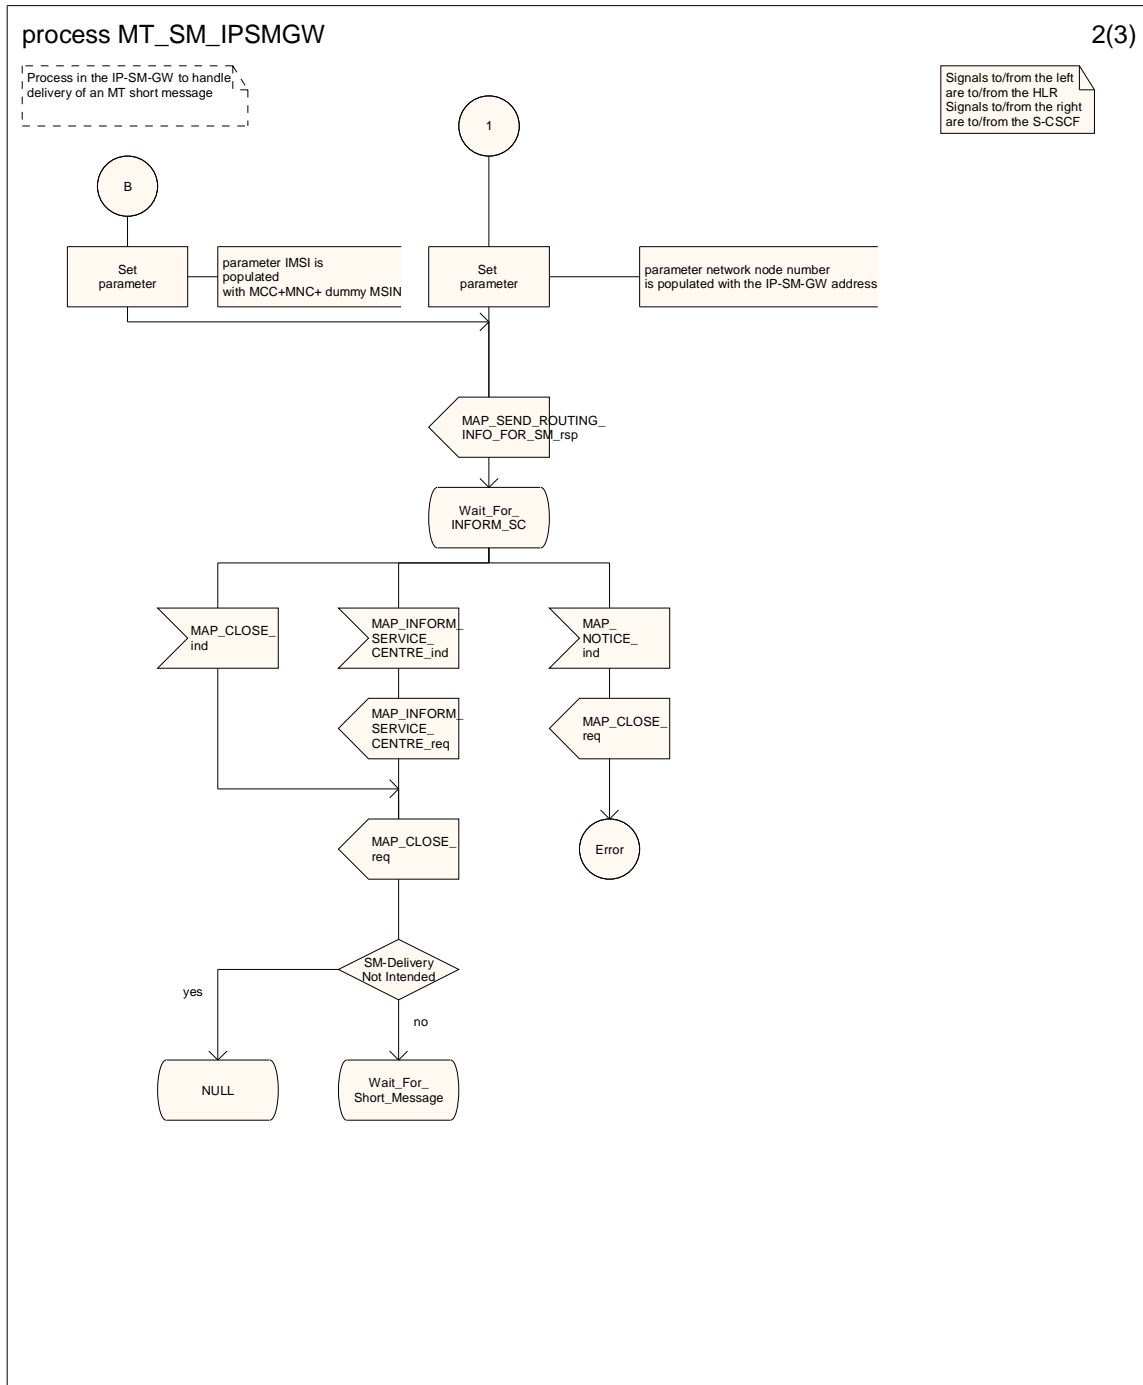 process MT_SM_IPSMGW
2(3)
Process in the IP-SM-GW to handle
delivery of an MT short message
Signals to/from the left
are to/from the HLR
Signals to/from the right
are to/from the S-CSCF
1
B
Set
parameter
parameter IMSI is
populated
with MCC+MNC+ dummy MSIN
Set
parameter
parameter network node number
is populated with the IP-SM-GW address
MAP_SEND_ROUTING_
INFO_FOR_SM_rsp
Wait_For_
INFORM_SC
MAP_CLOSE_
ind
MAP_INFORM_
SERVICE_
CENTRE_ind
MAP_
NOTICE_
ind
MAP_INFORM_
SERVICE_
CENTRE_req
MAP_CLOSE_
req
MAP_CLOSE_
req
Error
SM-Delivery
Not Intended
yes
no
NULL
Wait_For_
Short_Message